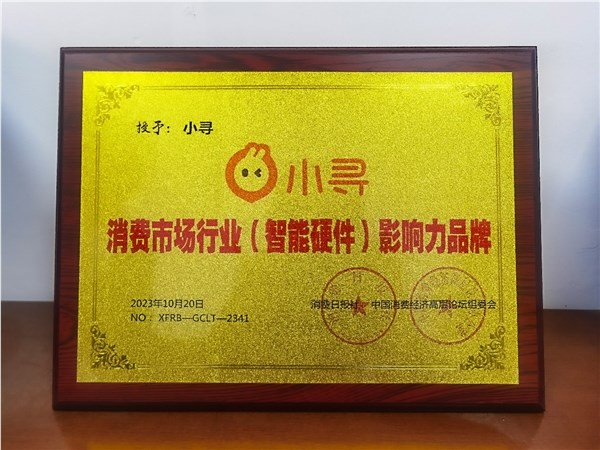 授予：小寻
小寻
消费市场行业（智能硬件）影响力品牌
2023年10月20日
消费日报社 中国消费经济高层论坛组委会
NO：XFRB—GCLT—2341